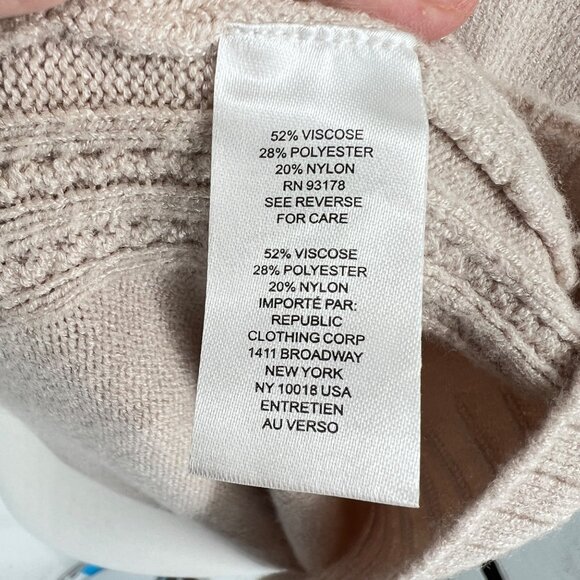 52% VISCOSE
28% POLYESTER
20% NYLON
RN 93178
SEE REVERSE
FOR CARE
52% VISCOSE
28% POLYESTER
20% NYLON
IMPORTÉ PAR:
REPUBLIC
CLOTHING CORP
1411 BROADWAY
NEW YORK
NY 10018 USA
ENTRETIEN
AU VERSO